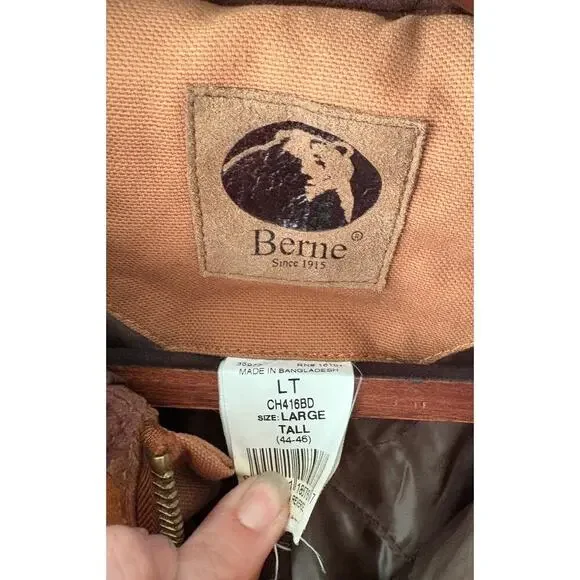 Berne®
Since 1915
MADE IN BANGLADESH
LT
CH416BD
SIZE: LARGE
TALL
(44-46)